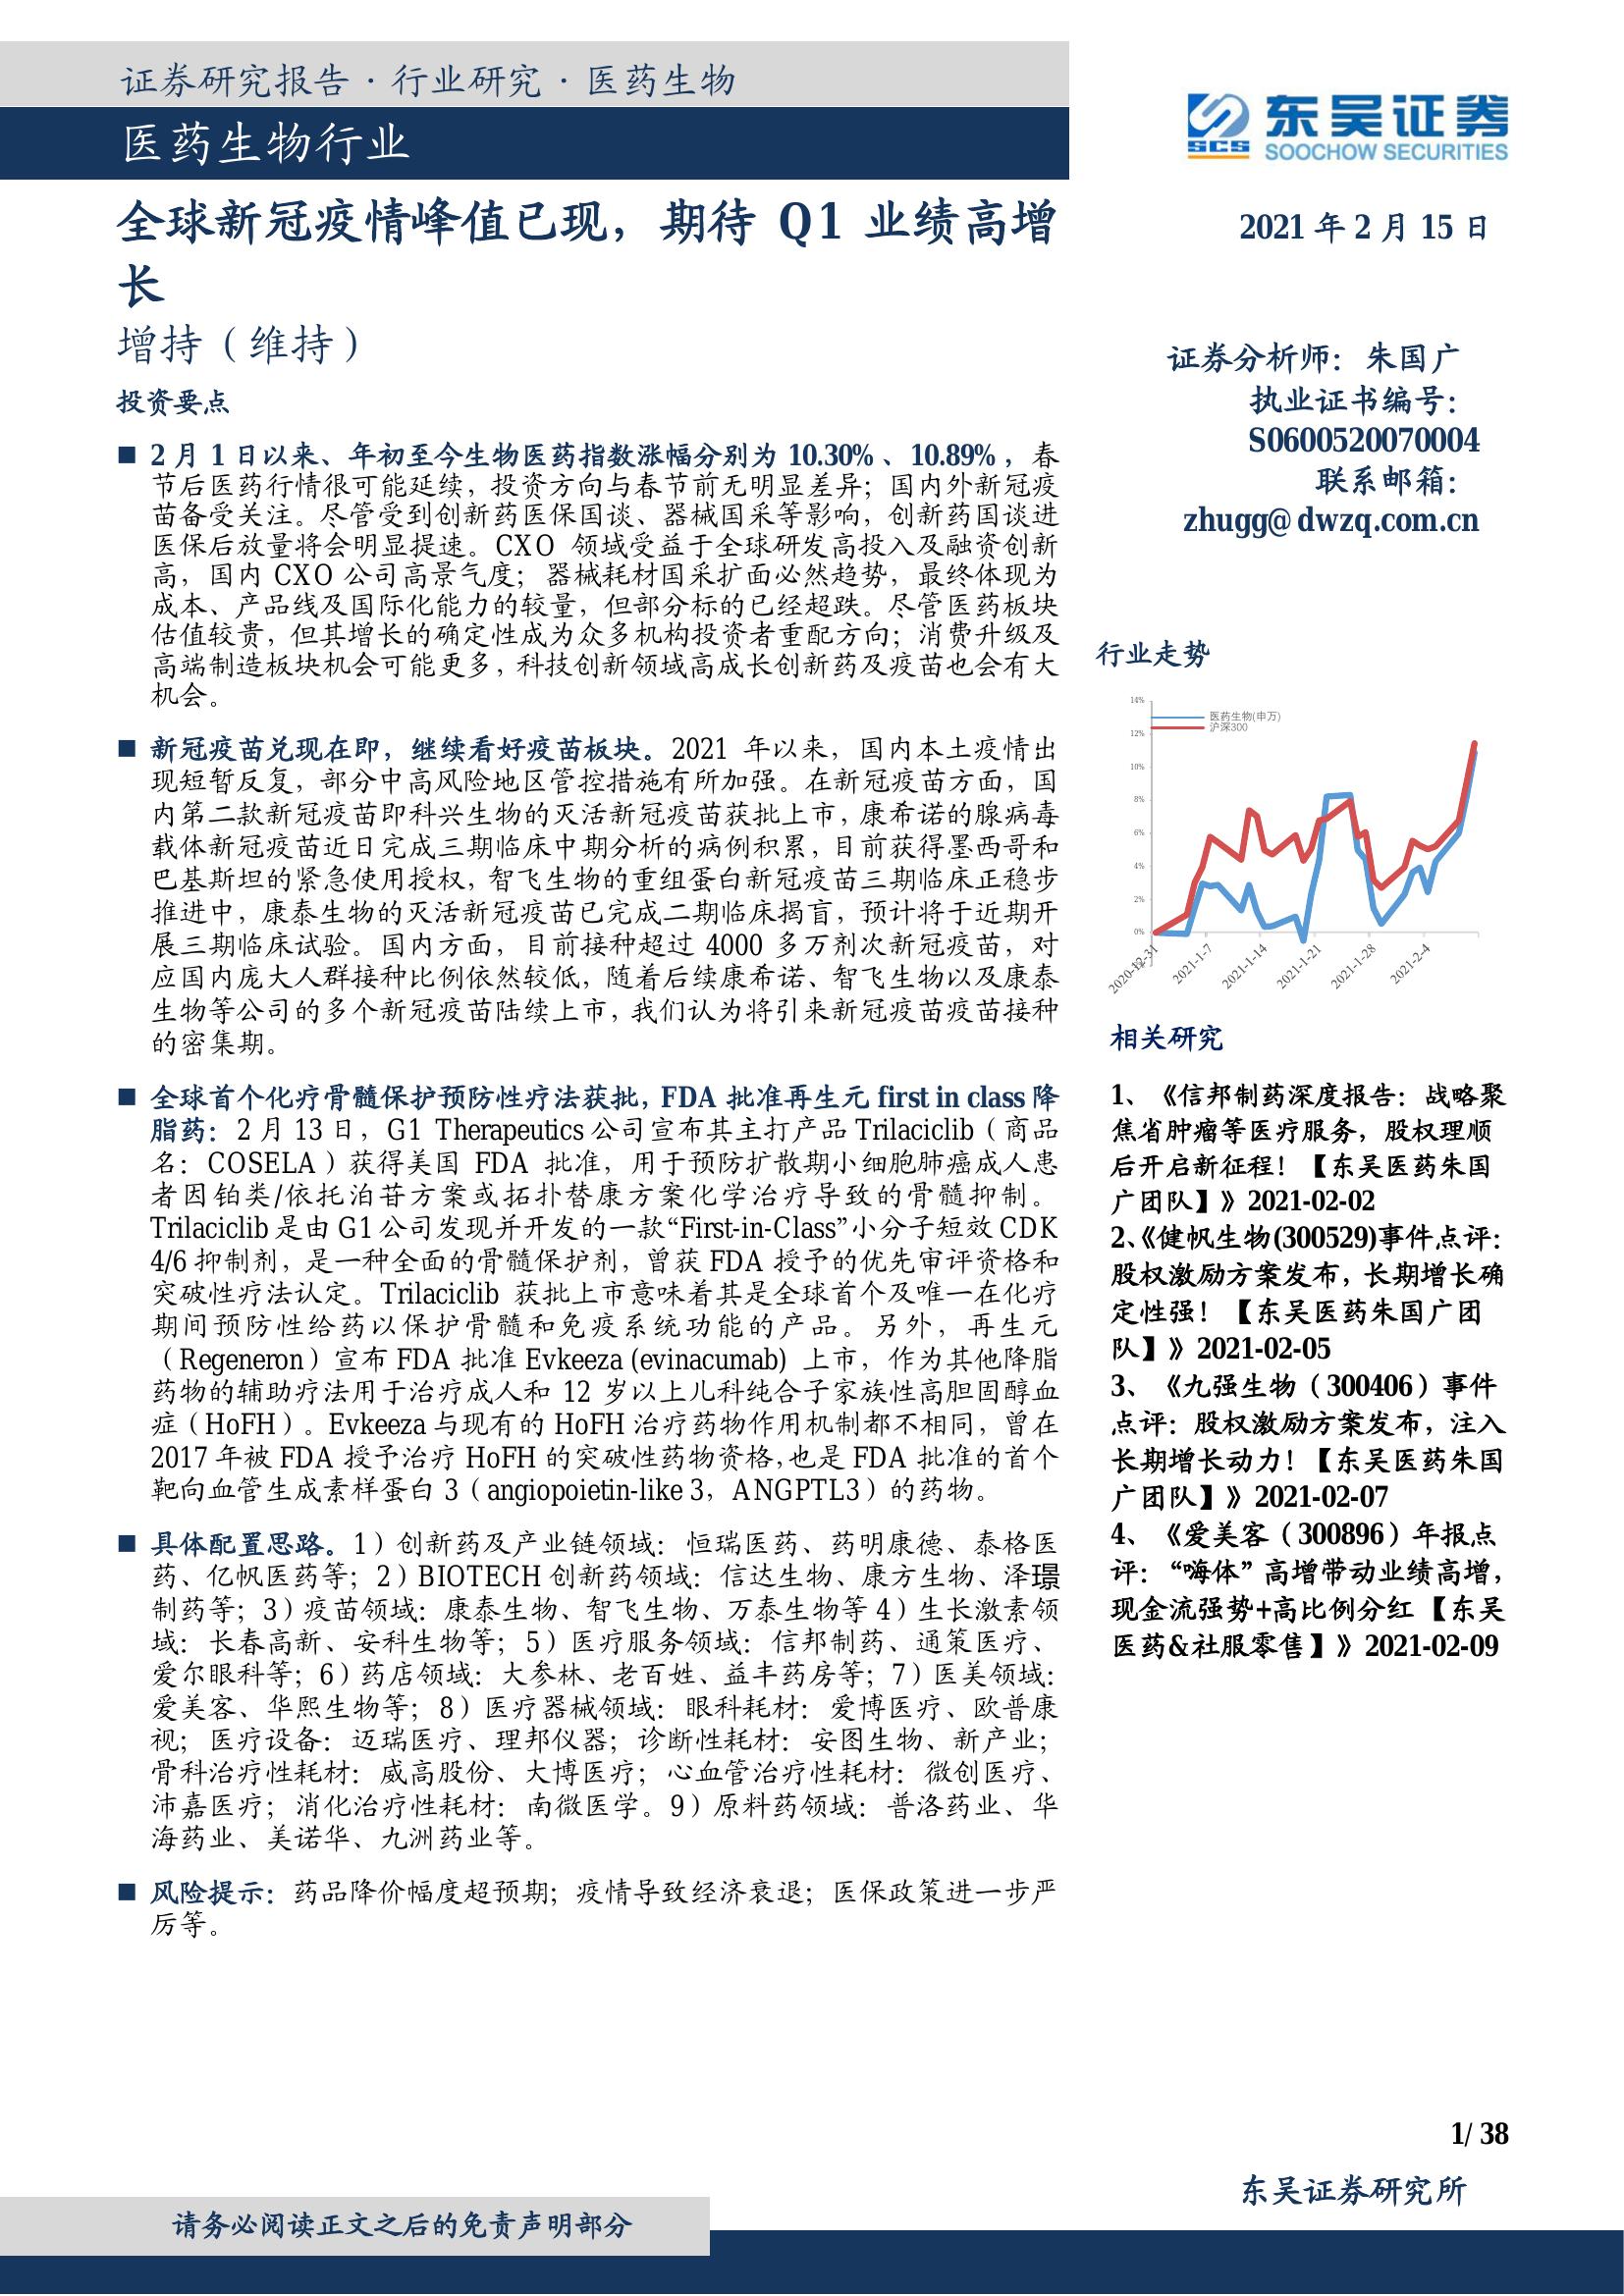 证券研究报告·行业研究·医药生物
医药生物行业
东吴证券
SCS
SOOCHOW SECURITIES
全球新冠疫情峰值已现，期待 Q1 业绩高增
长
增持（维持）
投资要点
■ 2 月 1 日以来、年初至今生物医药指数涨幅分别为 10.30%、10.89%，春
节后医药行情很可能延续，投资方向与春节前无明显差异；国内外新冠疫
苗备受关注。尽管受到创新药医保国谈、器械国采等影响，创新药国谈进
医保后放量将会明显提速。CXO 领域受益于全球研发高投入及融资创新
高，国内 CXO 公司高景气度；器械耗材国采扩面必然趋势，最终体现为
成本、产品线及国际化能力的较量，但部分标的已经超跌。尽管医药板块
估值较贵，但其增长的确定性成为众多机构投资者重配方向；消费升级及
高端制造板块机会可能更多，科技创新领域高成长创新药及疫苗也会有大
机会。
■ 新冠疫苗兑现在即，继续看好疫苗板块。2021 年以来，国内本土疫情出
现短暂反复，部分中高风险地区管控措施有所加强。在新冠疫苗方面，国
内第二款新冠疫苗即科兴生物的灭活新冠疫苗获批上市，康希诺的腺病毒
载体新冠疫苗近日完成三期临床中期分析的病例积累，目前获得墨西哥和
巴基斯坦的紧急使用授权，智飞生物的重组蛋白新冠疫苗三期临床正稳步
推进中，康泰生物的灭活新冠疫苗已完成二期临床揭盲，预计将于近期开
展三期临床试验。国内方面，目前接种超过 4000 多万剂次新冠疫苗，对
应国内庞大人群接种比例依然较低，随着后续康希诺、智飞生物以及康泰
生物等公司的多个新冠疫苗陆续上市，我们认为将引来新冠疫苗疫苗接种
的密集期。
■ 全球首个化疗骨髓保护预防性疗法获批，FDA 批准再生元 first in class 降
脂药：2 月 13 日，G1 Therapeutics 公司宣布其主打产品 Trilaciclib（商品
名：COSELA）获得美国 FDA 批准，用于预防扩散期小细胞肺癌成人患
者因铂类/依托泊苷方案或拓扑替康方案化学治疗导致的骨髓抑制。
Trilaciclib 是由 G1 公司发现并开发的一款“First-in-Class”小分子短效 CDK
4/6 抑制剂，是一种全面的骨髓保护剂，曾获 FDA 授予的优先审评资格和
突破性疗法认定。Trilaciclib 获批上市意味着其是全球首个及唯一在化疗
期间预防性给药以保护骨髓和免疫系统功能的产品。另外，再生元
（Regeneron）宣布 FDA 批准 Evkeeza (evinacumab) 上市，作为其他降脂
药物的辅助疗法用于治疗成人和 12 岁以上儿科纯合子家族性高胆固醇血
症（HoFH）。Evkeeza 与现有的 HoFH 治疗药物作用机制都不相同，曾在
2017 年被 FDA 授予治疗 HoFH 的突破性药物资格，也是 FDA 批准的首个
靶向血管生成素样蛋白 3（angiopoietin-like 3，ANGPTL3）的药物。
■ 具体配置思路。1）创新药及产业链领域：恒瑞医药、药明康德、泰格医
药、亿帆医药等；2）BIOTECH 创新药领域：信达生物、康方生物、泽璟
制药等；3）疫苗领域：康泰生物、智飞生物、万泰生物等 4）生长激素领
域：长春高新、安科生物等；5）医疗服务领域：信邦制药、通策医疗、
爱尔眼科等；6）药店领域：大参林、老百姓、益丰药房等；7）医美领域：
爱美客、华熙生物等；8）医疗器械领域：眼科耗材：爱博医疗、欧普康
视；医疗设备：迈瑞医疗、理邦仪器；诊断性耗材：安图生物、新产业；
骨科治疗性耗材：威高股份、大博医疗；心血管治疗性耗材：微创医疗、
沛嘉医疗；消化治疗性耗材：南微医学。9）原料药领域：普洛药业、华
海药业、美诺华、九洲药业等。
■ 风险提示：药品降价幅度超预期；疫情导致经济衰退；医保政策进一步严
厉等。
2021 年 2 月 15 日
证券分析师：朱国广
执业证书编号：
S0600520070004
联系邮箱：
zhugg@dwzq.com.cn
行业走势
医药生物(申万)
沪深300
14%
12%
10%
8%
6%
4%
2%
0%
2020-12-31
2021-1-7
2021-1-14
2021-1-21
2021-1-28
2021-2-4
相关研究
1、《信邦制药深度报告：战略聚
焦省肿瘤等医疗服务，股权理顺
后开启新征程！【东吴医药朱国
广团队】》2021-02-02
2、《健帆生物(300529)事件点评：
股权激励方案发布，长期增长确
定性强！【东吴医药朱国广团
队】》2021-02-05
3、《九强生物（300406）事件
点评：股权激励方案发布，注入
长期增长动力！【东吴医药朱国
广团队】》2021-02-07
4、《爱美客（300896）年报点
评：“嗨体”高增带动业绩高增，
现金流强势+高比例分红【东吴
医药&社服零售】》2021-02-09
1/ 38
东吴证券研究所
请务必阅读正文之后的免责声明部分